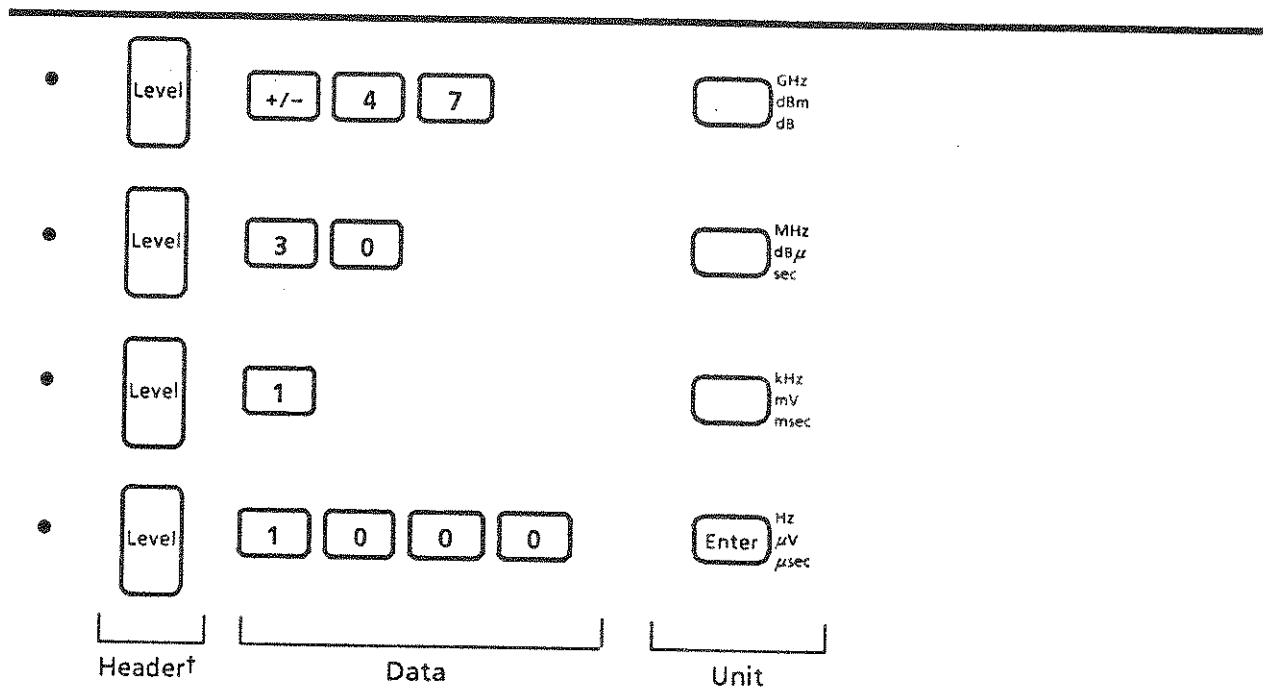 Level +/- 4 7 GHz
dBm
dB
Level 3 0 MHz
dBμ
sec
Level 1 kHz
mV
msec
Level 1 0 0 0 Enter Hz
μV
μsec
Header† Data Unit